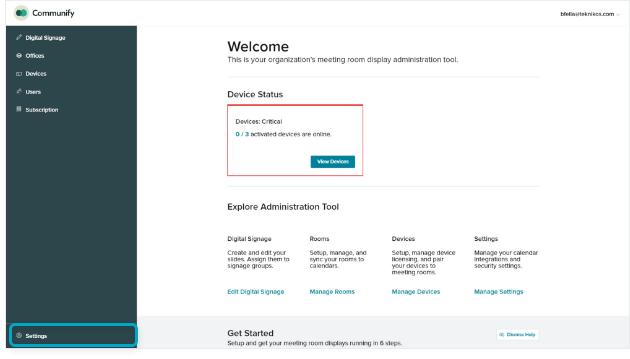 Communify
bfella@teknikcs.com
Digital Signage
Offices
Devices
Users
Subscription
Settings
Welcome
This is your organization's meeting room display administration tool.
Device Status
Devices: Critical
0 / 3 activated devices are online.
View Devices
Explore Administration Tool
Digital Signage
Create and edit your
slides. Assign them to
signage groups.
Edit Digital Signage
Rooms
Setup, manage, and
sync your rooms to
calendars.
Manage Rooms
Devices
Setup, manage device
licensing, and pair
your devices to
meeting rooms.
Manage Devices
Settings
Manage your calendar
integrations and
security settings.
Manage Settings
Get Started
Setup and get your meeting room displays running in 6 steps.
Dismiss Help